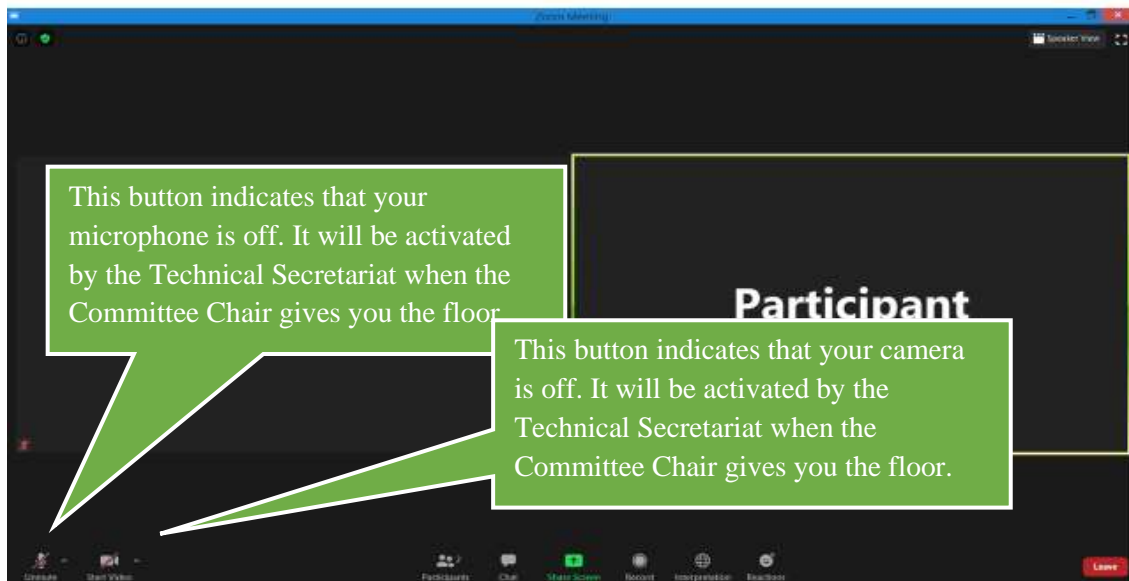 Zoom Meeting
Speaker View
This button indicates that your
microphone is off. It will be activated
by the Technical Secretariat when the
Committee Chair gives you the floor
Participant
This button indicates that your camera
is off. It will be activated by the
Technical Secretariat when the
Committee Chair gives you the floor.
Unmute Start Video Participants Chat Share Screen Record Interpretation Reactions Leave